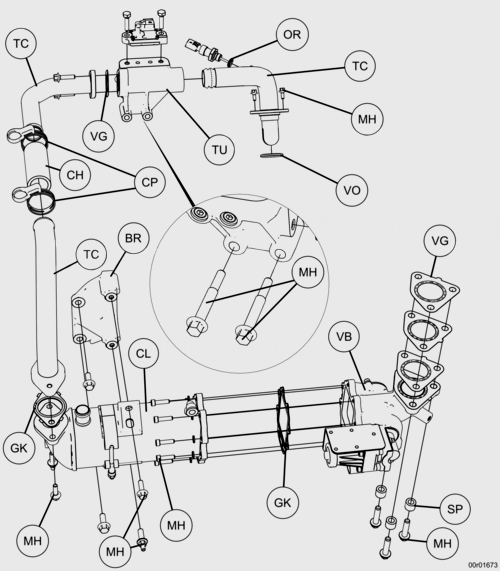 OR
TC
TC
VG
MH
TU
CH
CP
VO
BR
VG
TC
MH
VB
CL
GK
GK
SP
MH
MH
MH
MH
00r01673